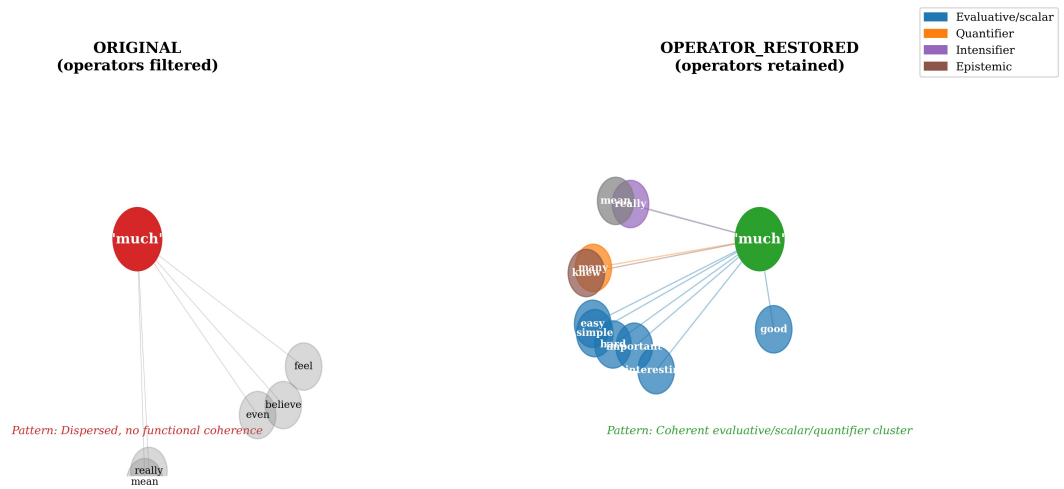 ORIGINAL
(operators filtered)
"much"
feel
believe
even
Pattern: Dispersed, no functional coherence
really
mean
OPERATOR_RESTORED
(operators retained)
Evaluative/scalar
Quantifier
Intensifier
Epistemic
mean
really
"much"
many
knew
easy
simple
hard
important
interesting
good
Pattern: Coherent evaluative/scalar/quantifier cluster